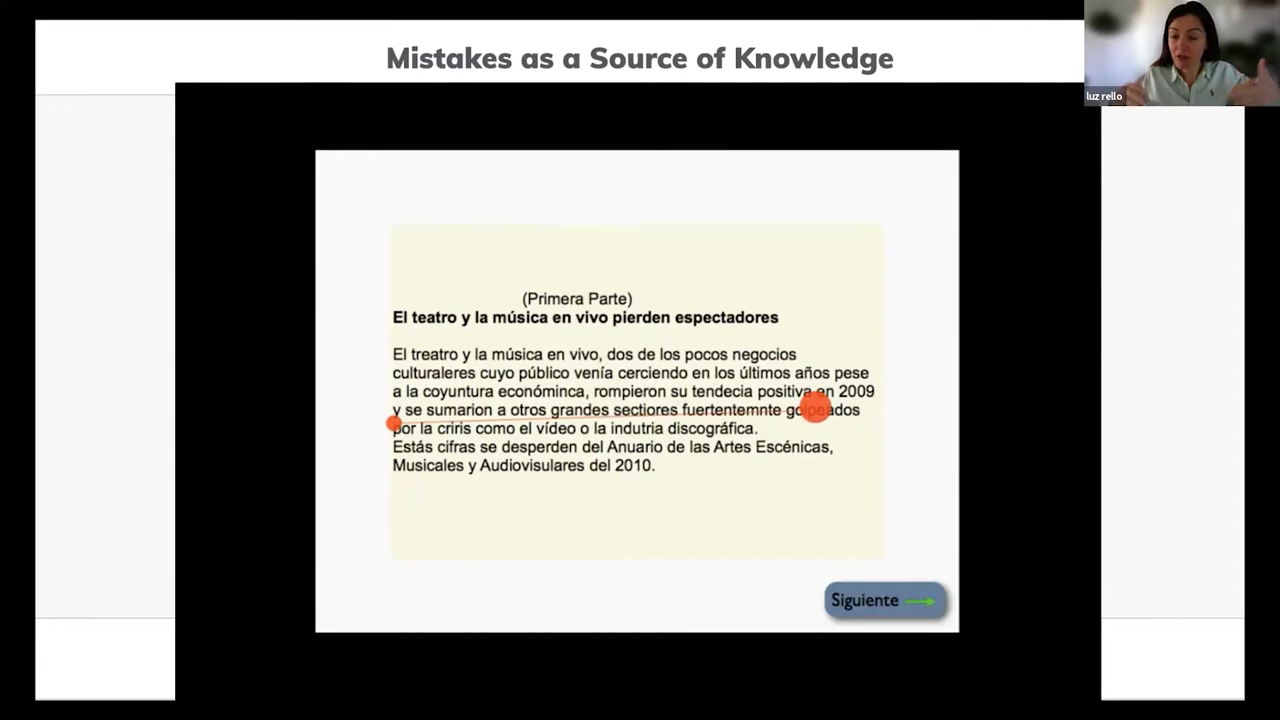 Mistakes as a Source of Knowledge
luz rello
(Primera Parte)
El teatro y la música en vivo pierden espectadores
El treatro y la música en vivo, dos de los pocos negocios
culturaleres cuyo público venía cerciendo en los últimos años pese
a la coyuntura económinca, rompieron su tendecia positiva en 2009
y se sumarion a otros grandes sectiores fuertentemnte golpeados
por la criris como el vídeo o la indutria discográfica.
Estás cifras se desperden del Anuario de las Artes Escénicas,
Musicales y Audiovisulares del 2010.
Siguiente